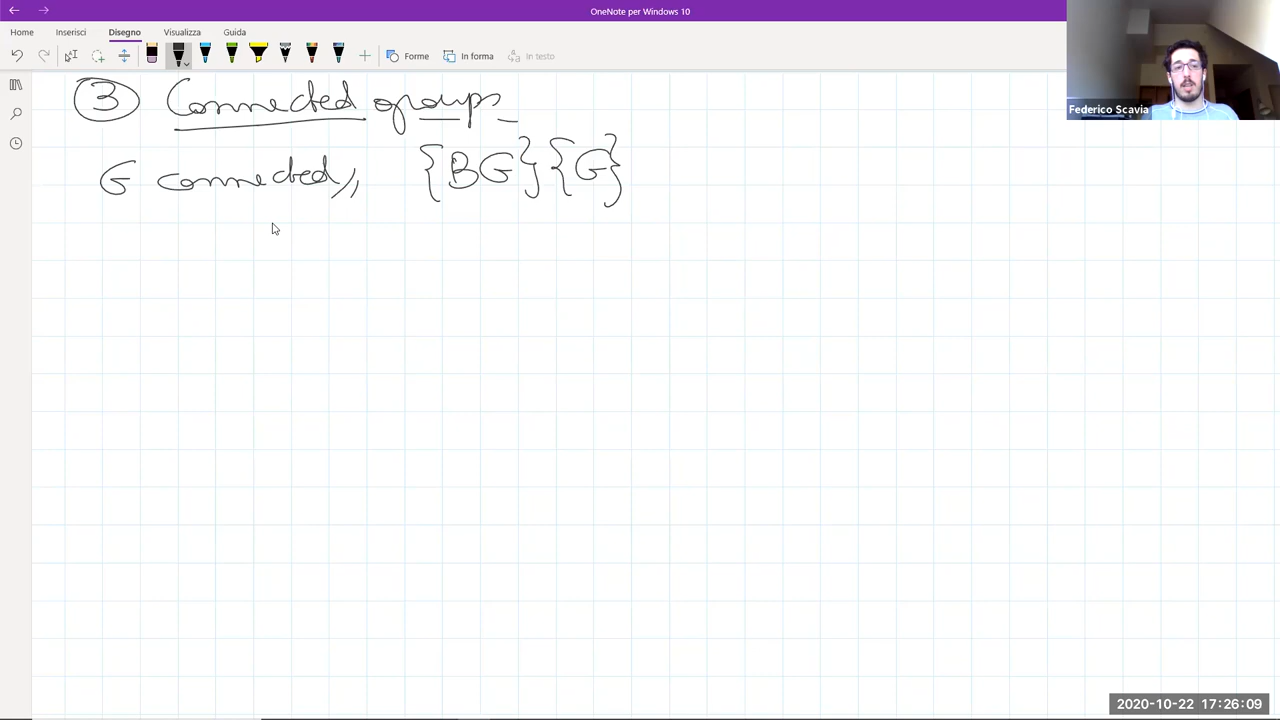 OneNote per Windows 10
Home Inserisci Disegno Visualizza Guida
Forme In forma In testo
Federico Scavia
3 Connected groups
G connected, {BG}{G}
2020-10-22 17:26:09